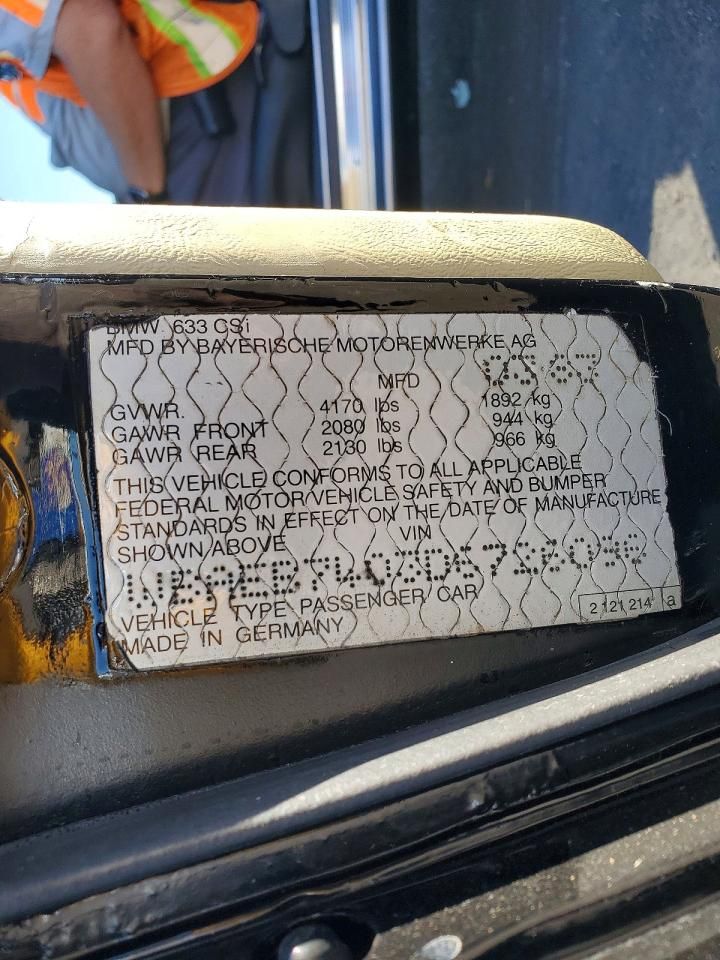 BMW 633 CSi
MFD BY BAYERISCHE MOTORENWERKE AG
MFD
GVWR. 4170 lbs 1892 kg
GAWR FRONT 2080 lbs 944 kg
GAWR REAR 2130 lbs 966 kg
THIS VEHICLE CONFORMS TO ALL APPLICABLE
FEDERAL MOTOR VEHICLE SAFETY AND BUMPER
STANDARDS IN EFFECT ON THE DATE OF MANUFACTURE
SHOWN ABOVE VIN
VEHICLE TYPE PASSENGER CAR
MADE IN GERMANY
2 121 214 a